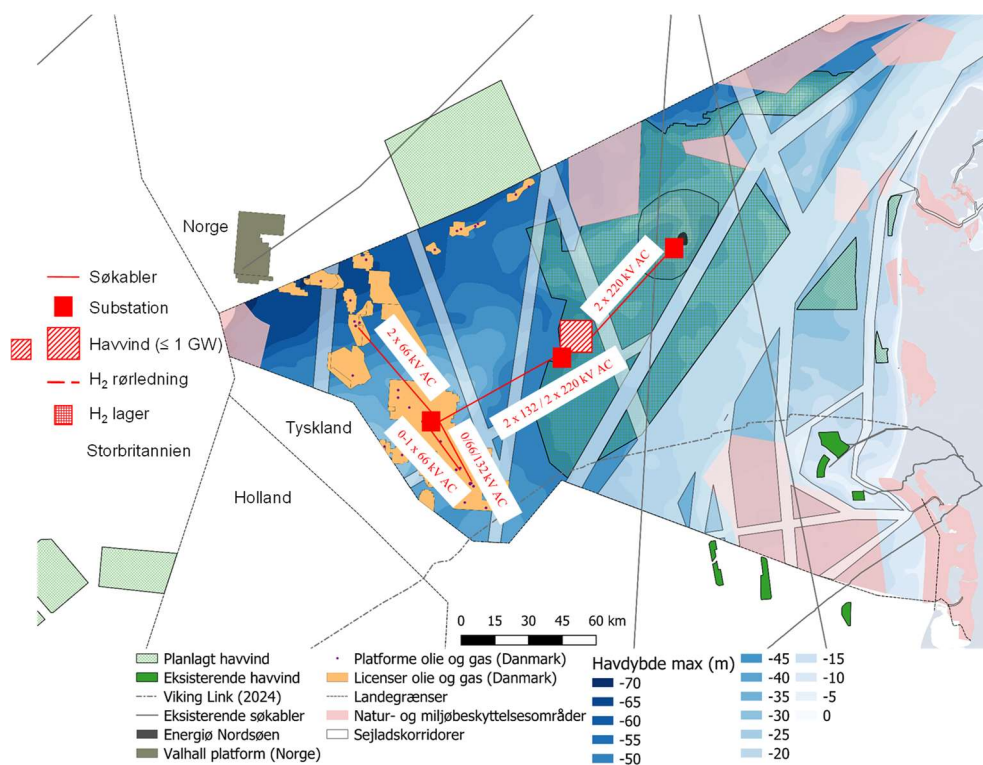 Norge
Søkabler
Substation
Havvind (≤ 1 GW)
H₂ rørledning
H₂ lager
Storbritannien
Tyskland
Holland
2 x 220 kV AC
2 x 66 kV AC
2 x 132 / 2 x 220 kV AC
0-1 x 66 kV AC
0/66/132 kV AC
0 15 30 45 60 km
Planlagt havvind
Eksisterende havvind
Viking Link (2024)
Eksisterende søkabler
Energiø Nordsøen
Valhall platform (Norge)
Platforme olie og gas (Danmark)
Licenser olie og gas (Danmark)
Landegrænser
Natur- og miljøbeskyttelsesområder
Sejladskorridorer
Havdybde max (m)
-70
-65
-60
-55
-50
-45
-40
-35
-30
-25
-20
-15
-10
-5
0